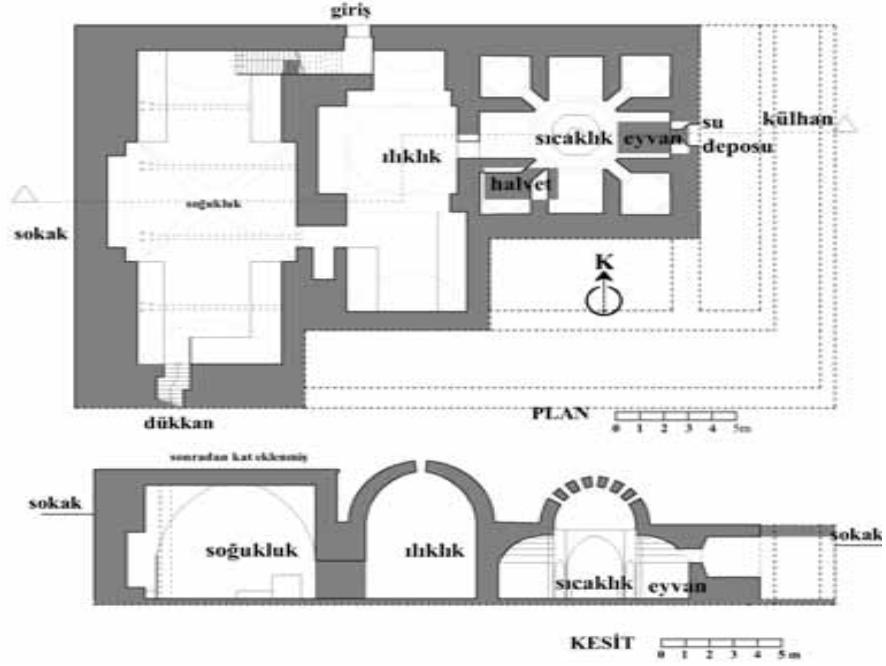 giriş
su
deposu
külhan
sıcaklık
eyvan
ılıklık
halvet
soğukluk
sokak
K
dükkan
PLAN
0 1 2 3 4 5m
sonradan kat eklenmiş
sokak
sokak
soğukluk
ılıklık
sıcaklık
eyvan
KESİT
0 1 2 3 4 5 m